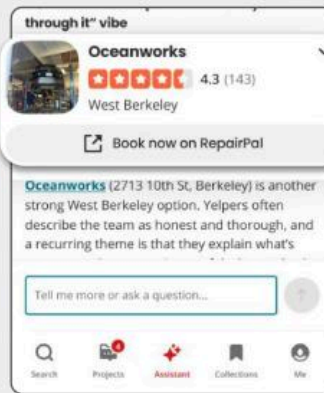 through it" vibe
Oceanworks
4.3 (143)
West Berkeley
Book now on RepairPal
Oceanworks (2713 10th St, Berkeley) is another
strong West Berkeley option. Yelpers often
describe the team as honest and thorough, and
a recurring theme is that they explain what's
Tell me more or ask a question...
4
Search
Projects
Assistant
Collections
Me